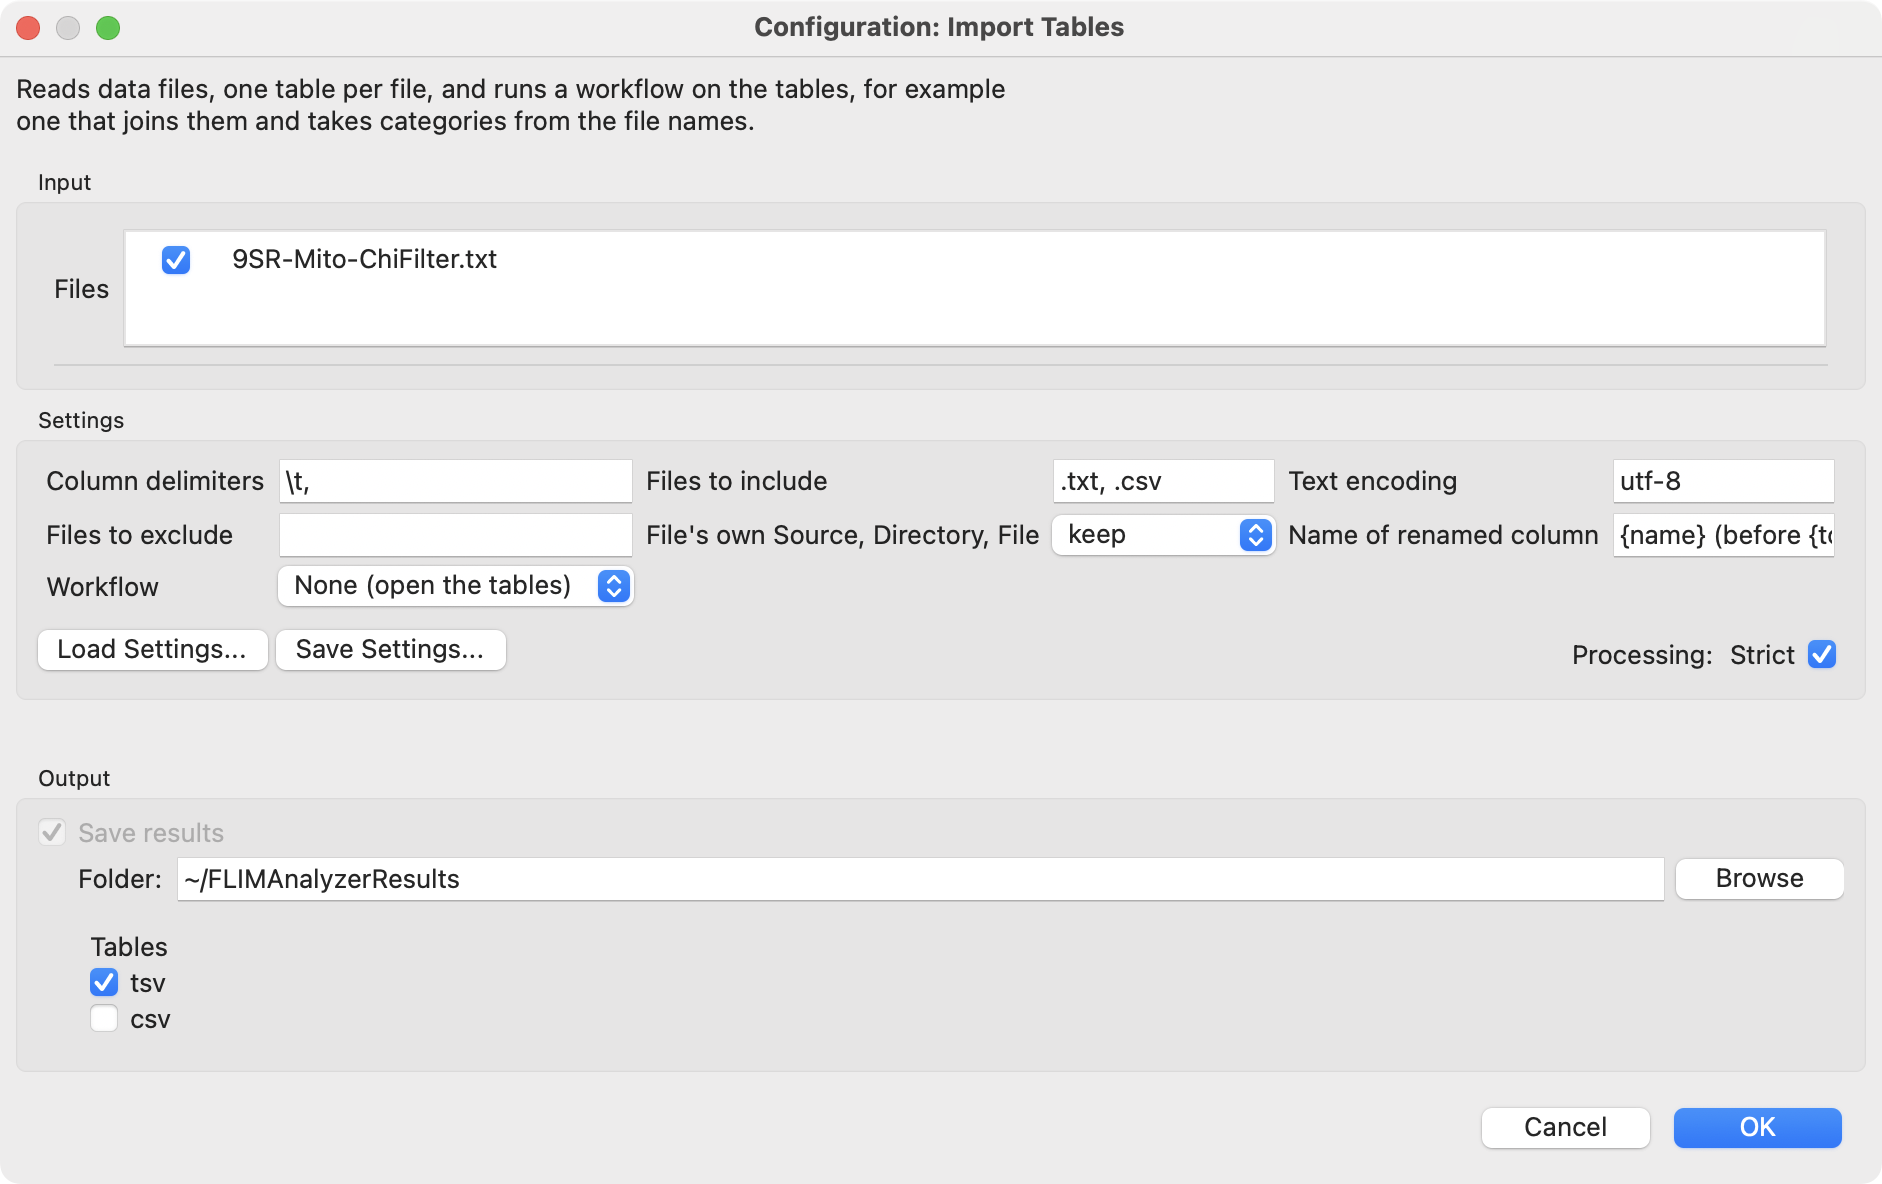 Configuration: Import Tables
Reads data files, one table per file, and runs a workflow on the tables, for example
one that joins them and takes categories from the file names.
Input
Files
9SR-Mito-ChiFilter.txt
Settings
Column delimiters \t, Files to include .txt, .csv Text encoding utf-8
Files to exclude File's own Source, Directory, File keep Name of renamed column {name} (before {to
Workflow None (open the tables)
Load Settings... Save Settings... Processing: Strict
Output
Save results
Folder: ~/FLIMAnalyzerResults Browse
Tables
tsv
csv
Cancel OK